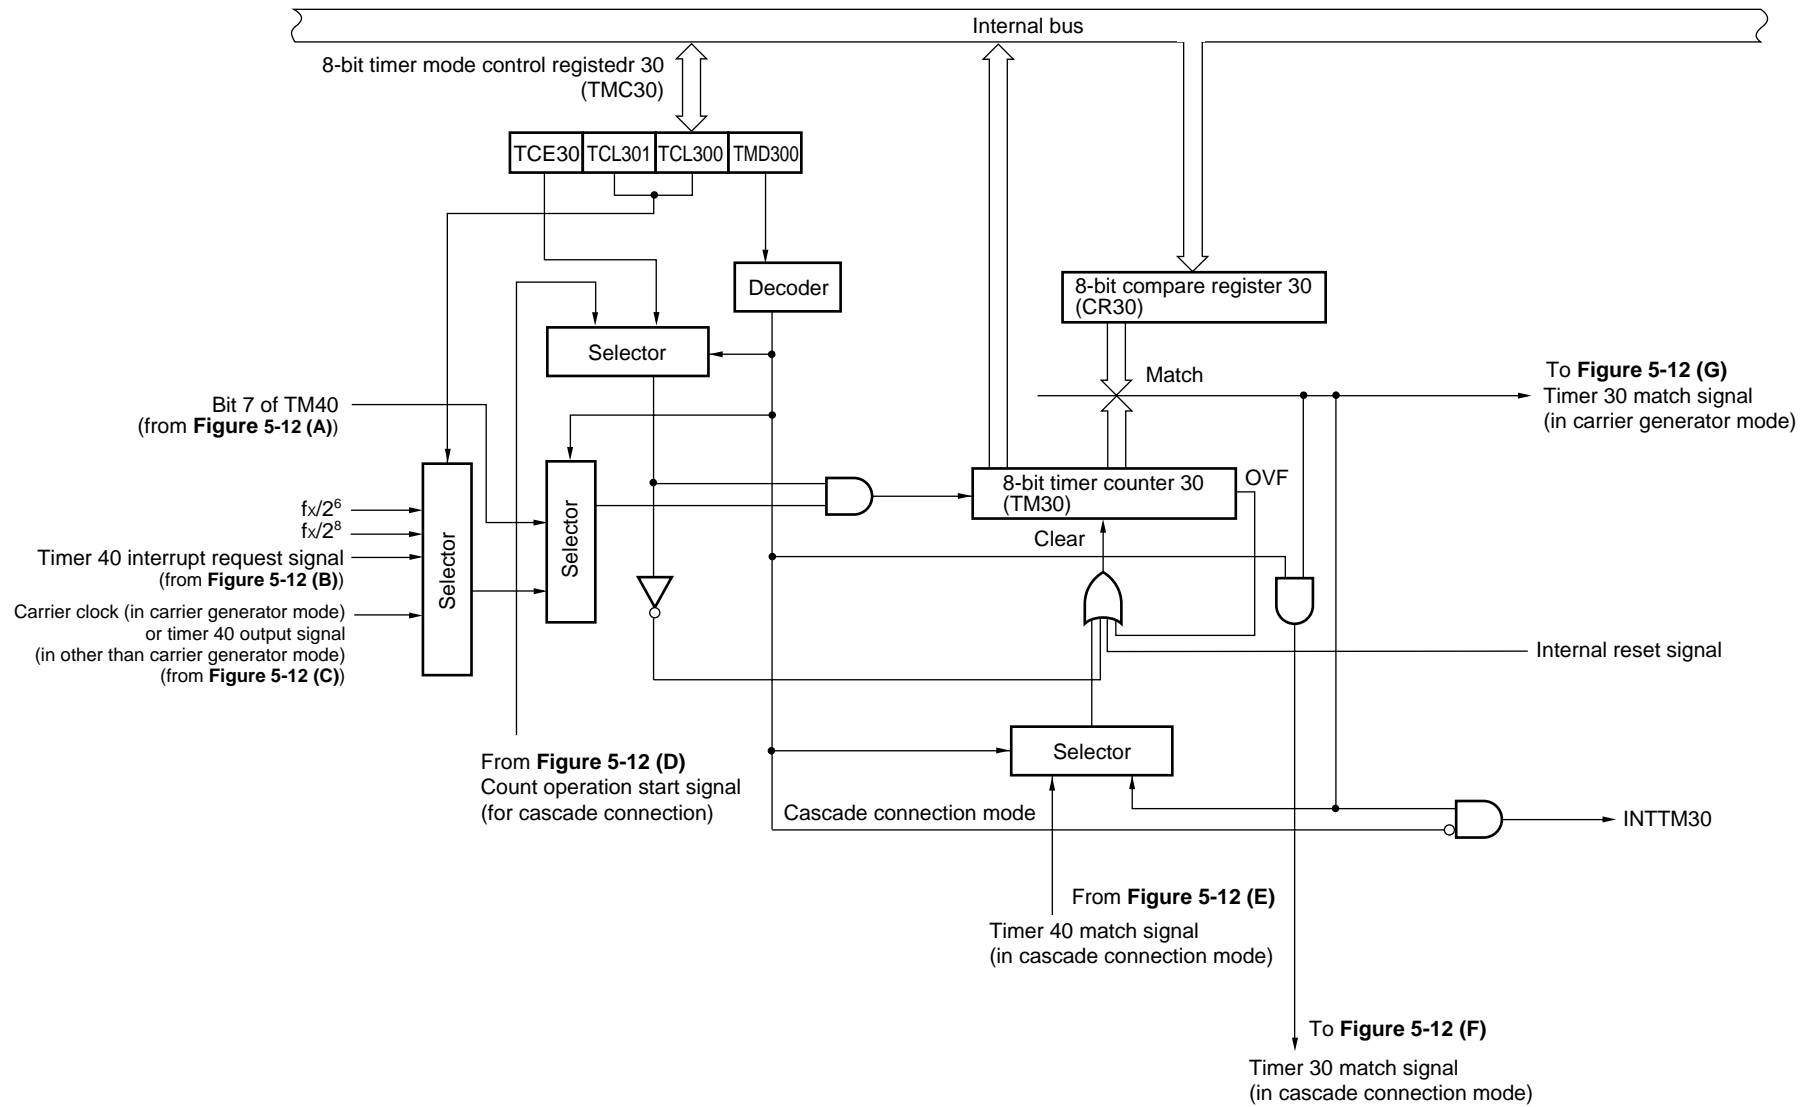 Internal bus
8-bit timer mode control registedr 30
(TMC30)
TCE30 TCL301 TCL300 TMD300
Decoder
8-bit compare register 30
(CR30)
Selector
Match
To Figure 5-12 (G)
Timer 30 match signal
(in carrier generator mode)
Bit 7 of TM40
(from Figure 5-12 (A))
8-bit timer counter 30
(TM30)
OVF
Clear
fX/2⁶
fX/2⁸
Timer 40 interrupt request signal
(from Figure 5-12 (B))
Carrier clock (in carrier generator mode)
or timer 40 output signal
(in other than carrier generator mode)
(from Figure 5-12 (C))
Selector
Selector
Internal reset signal
From Figure 5-12 (D)
Count operation start signal
(for cascade connection)
Selector
Cascade connection mode
INTTM30
From Figure 5-12 (E)
Timer 40 match signal
(in cascade connection mode)
To Figure 5-12 (F)
Timer 30 match signal
(in cascade connection mode)